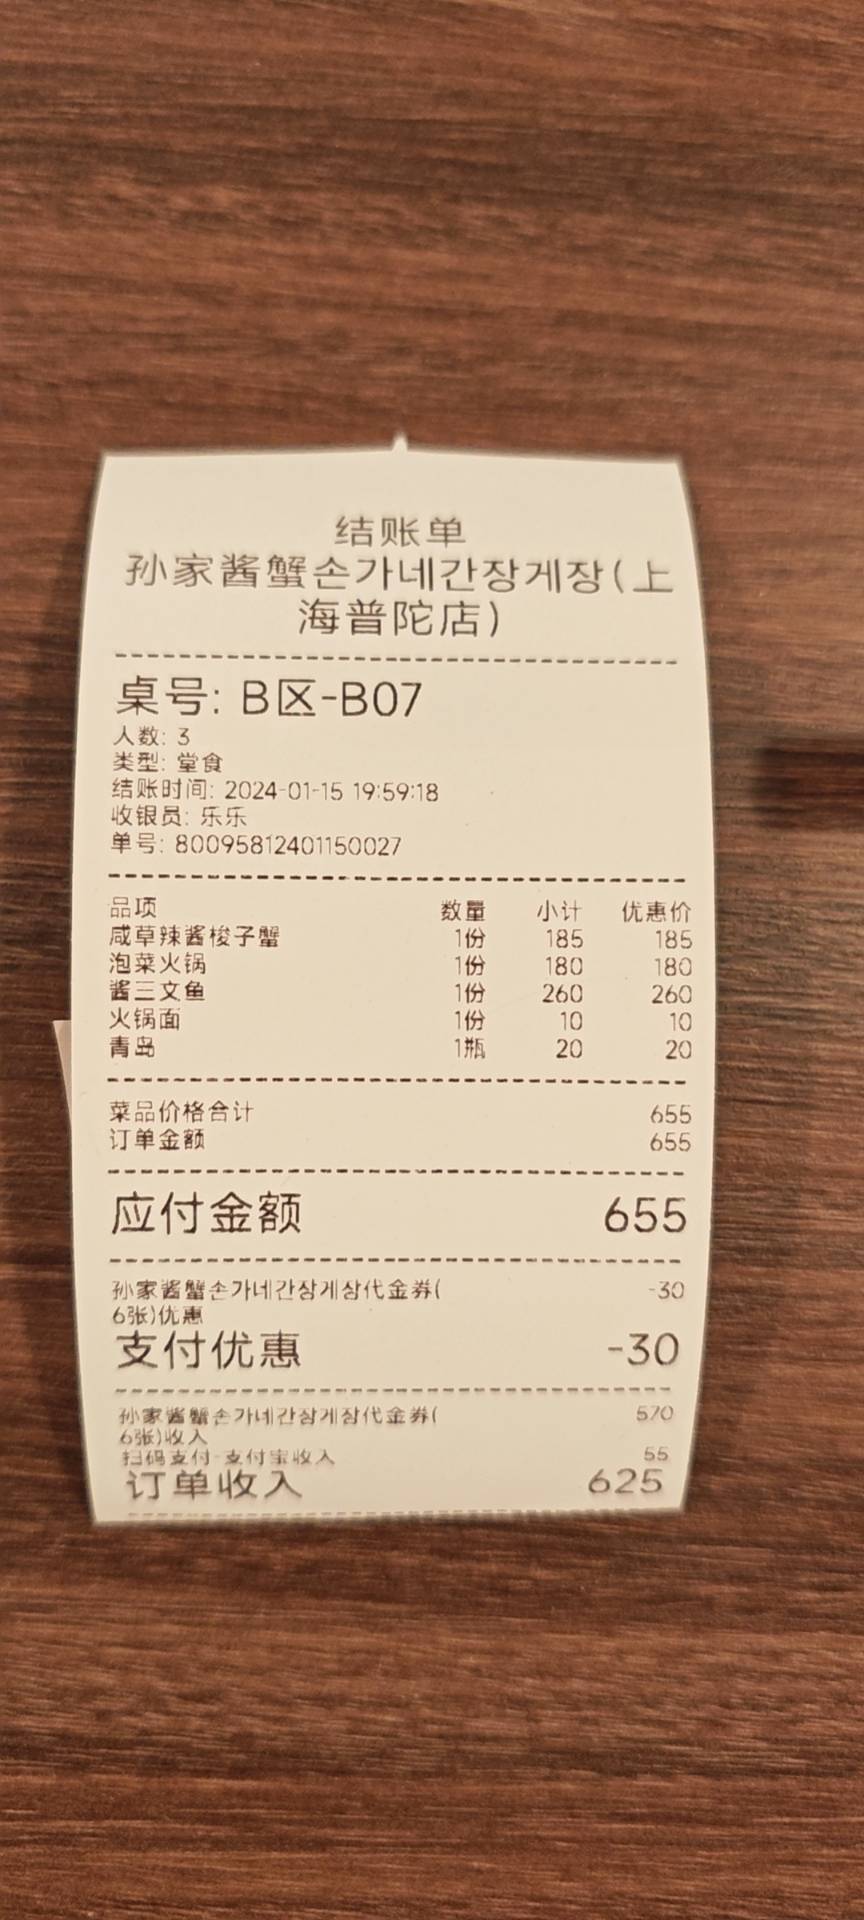 结账单
孙家酱蟹손가네간장게장(上
海普陀店)
桌号: B区-B07
人数: 3
类型: 堂食
结账时间: 2024-01-15 19:59:18
收银员: 乐乐
单号: 80095812401150027
品项 数量 小计 优惠价
咸草辣酱梭子蟹 1份 185 185
泡菜火锅 1份 180 180
酱三文鱼 1份 260 260
火锅面 1份 10 10
青岛 1瓶 20 20
菜品价格合计 655
订单金额 655
应付金额 655
孙家酱蟹손가네간장게장代金券( -30
6张)优惠
支付优惠 -30
孙家酱蟹손가네간장게장代金券( 570
6张)收入
扫码支付-支付宝收入 55
订单收入 625